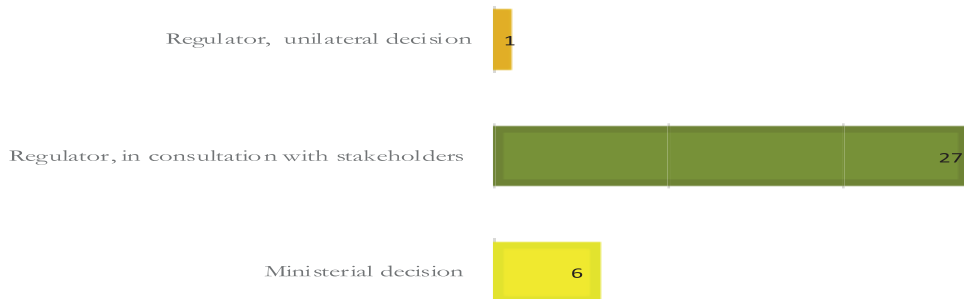 Regulator, unilateral decision
1
Regulator, in consultation with stakeholders
27
Ministerial decision
6